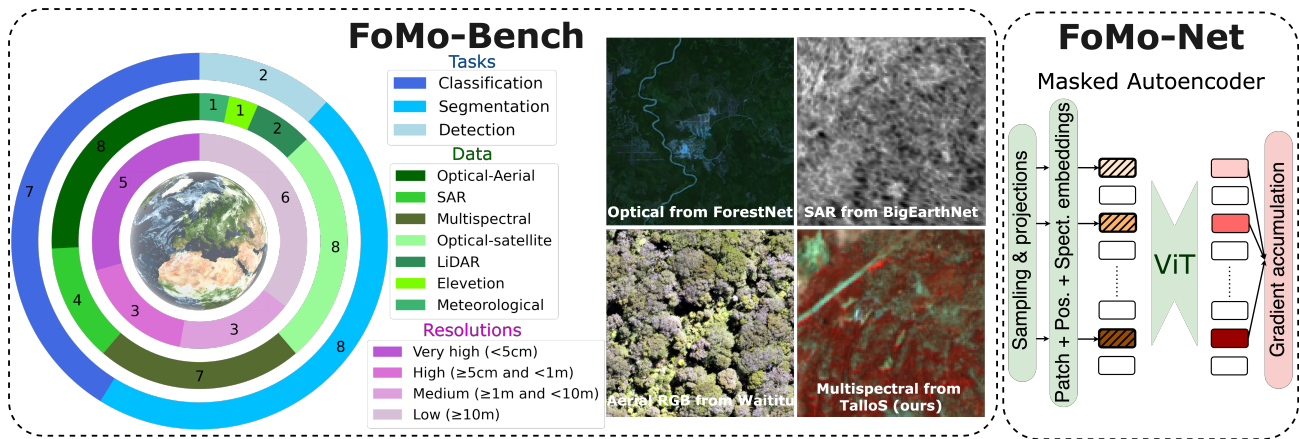 FoMo-Bench
Tasks
Classification
Segmentation
Detection
Data
Optical-Aerial
SAR
Multispectral
Optical-satellite
LiDAR
Elevetion
Meteorological
Resolutions
Very high (<5cm)
High (≥5cm and <1m)
Medium (≥1m and <10m)
Low (≥10m)
2
8
7
1
1
2
8
7
4
8
6
3
3
5
Optical from ForestNet
SAR from BigEarthNet
Aerial RGB from Waititu
Multispectral from
TalloS (ours)
FoMo-Net
Masked Autoencoder
Sampling & projections
Patch + Pos. + Spect. embeddings
ViT
Gradient accumulation